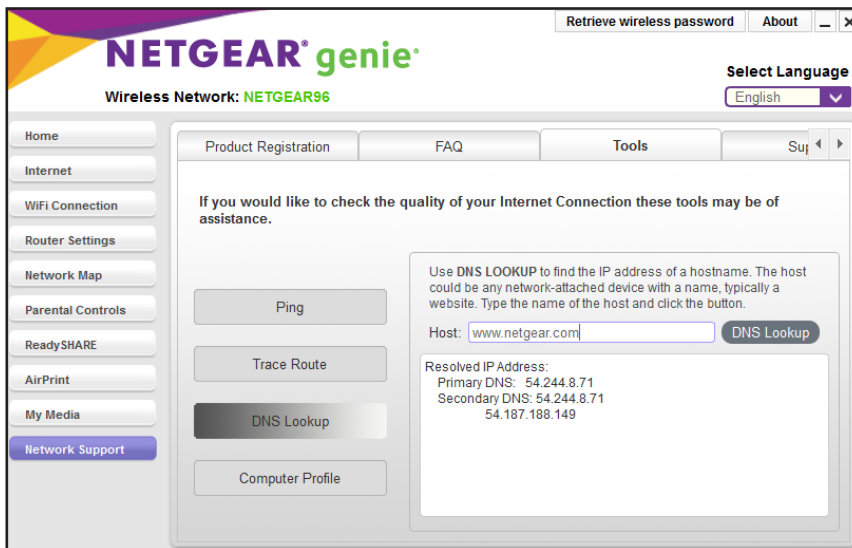 Retrieve wireless password About
NETGEAR® genie®
Select Language
Wireless Network: NETGEAR96
English
Home
Internet
WiFi Connection
Router Settings
Network Map
Parental Controls
ReadySHARE
AirPrint
My Media
Network Support
Product Registration FAQ Tools Sup
If you would like to check the quality of your Internet Connection these tools may be of
assistance.
Ping
Trace Route
DNS Lookup
Computer Profile
Use DNS LOOKUP to find the IP address of a hostname. The host
could be any network-attached device with a name, typically a
website. Type the name of the host and click the button.
Host: www.netgear.com DNS Lookup
Resolved IP Address:
Primary DNS: 54.244.8.71
Secondary DNS: 54.244.8.71
54.187.188.149